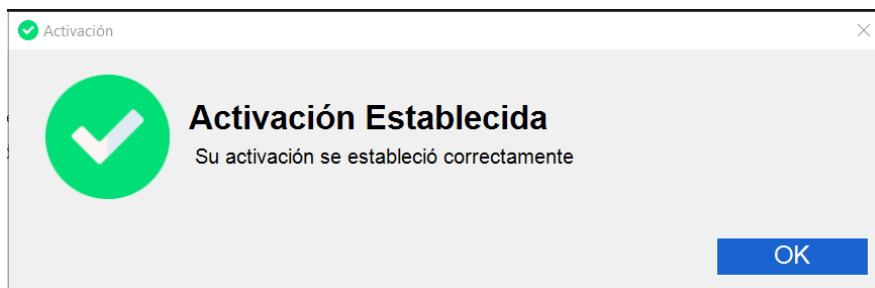 Activación
Activación Establecida
Su activación se estableció correctamente
OK